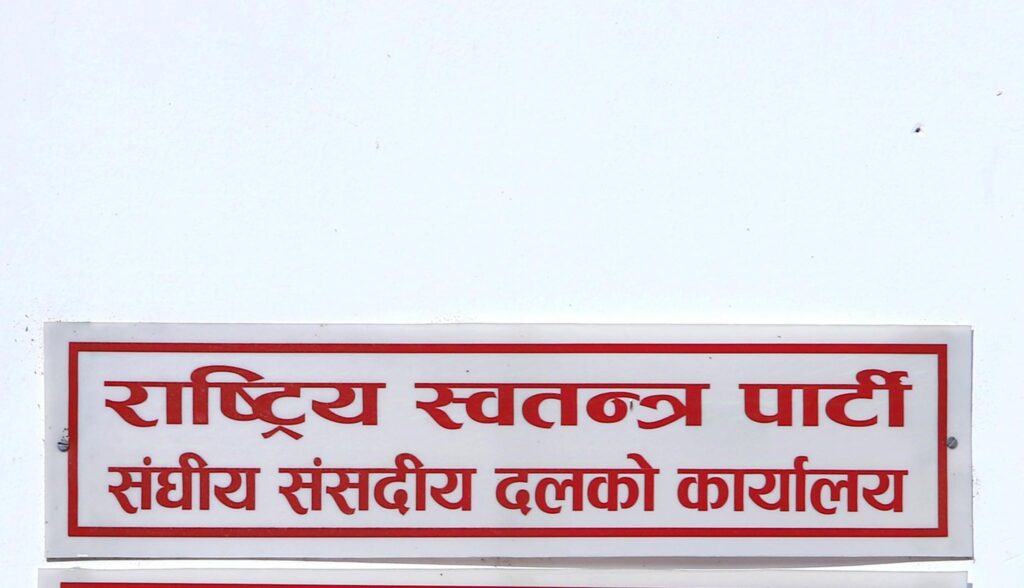 राष्ट्रिय स्वतन्त्र पार्टी
संघीय संसदीय दलको कार्यालय